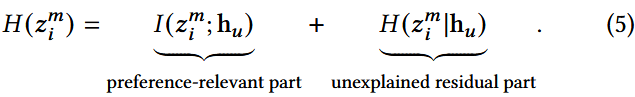 H(z_i^m) = I(z_i^m; h_u) + H(z_i^m|h_u) . (5)
preference-relevant part unexplained residual part